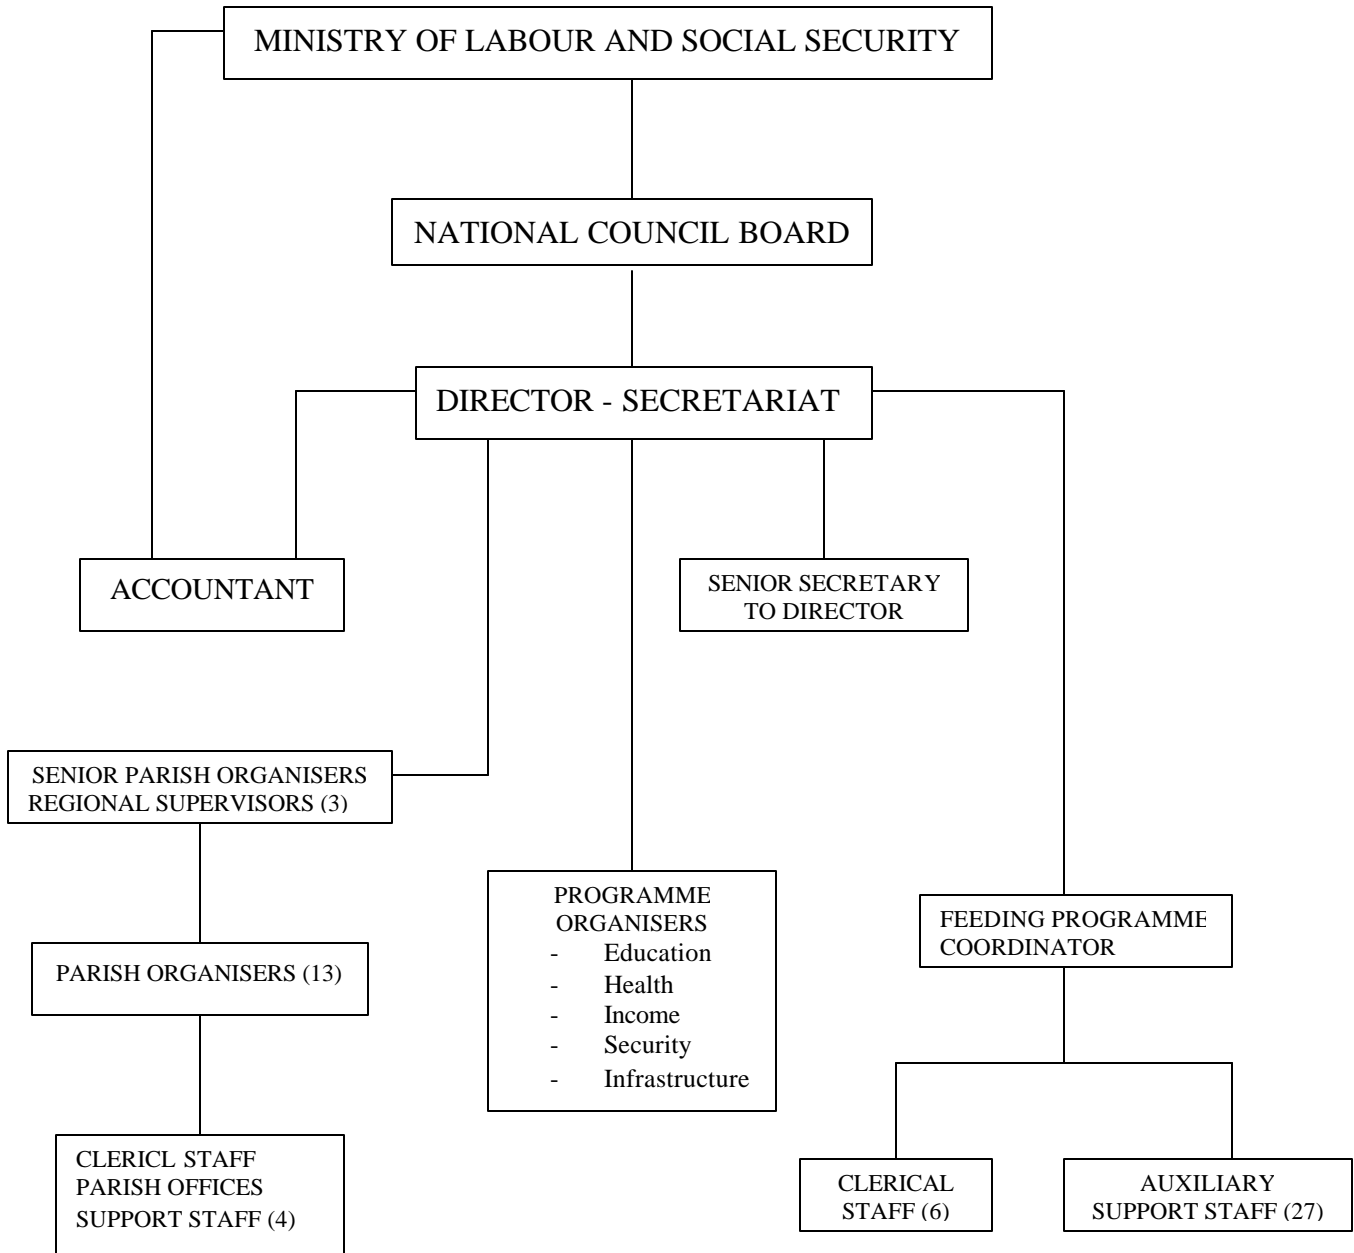 MINISTRY OF LABOUR AND SOCIAL SECURITY
NATIONAL COUNCIL BOARD
DIRECTOR - SECRETARIAT
ACCOUNTANT
SENIOR SECRETARY
TO DIRECTOR
SENIOR PARISH ORGANISERS
REGIONAL SUPERVISORS (3)
PROGRAMME
ORGANISERS
- Education
- Health
- Income
- Security
- Infrastructure
FEEDING PROGRAMME
COORDINATOR
PARISH ORGANISERS (13)
CLERICL STAFF
PARISH OFFICES
SUPPORT STAFF (4)
CLERICAL
STAFF (6)
AUXILIARY
SUPPORT STAFF (27)